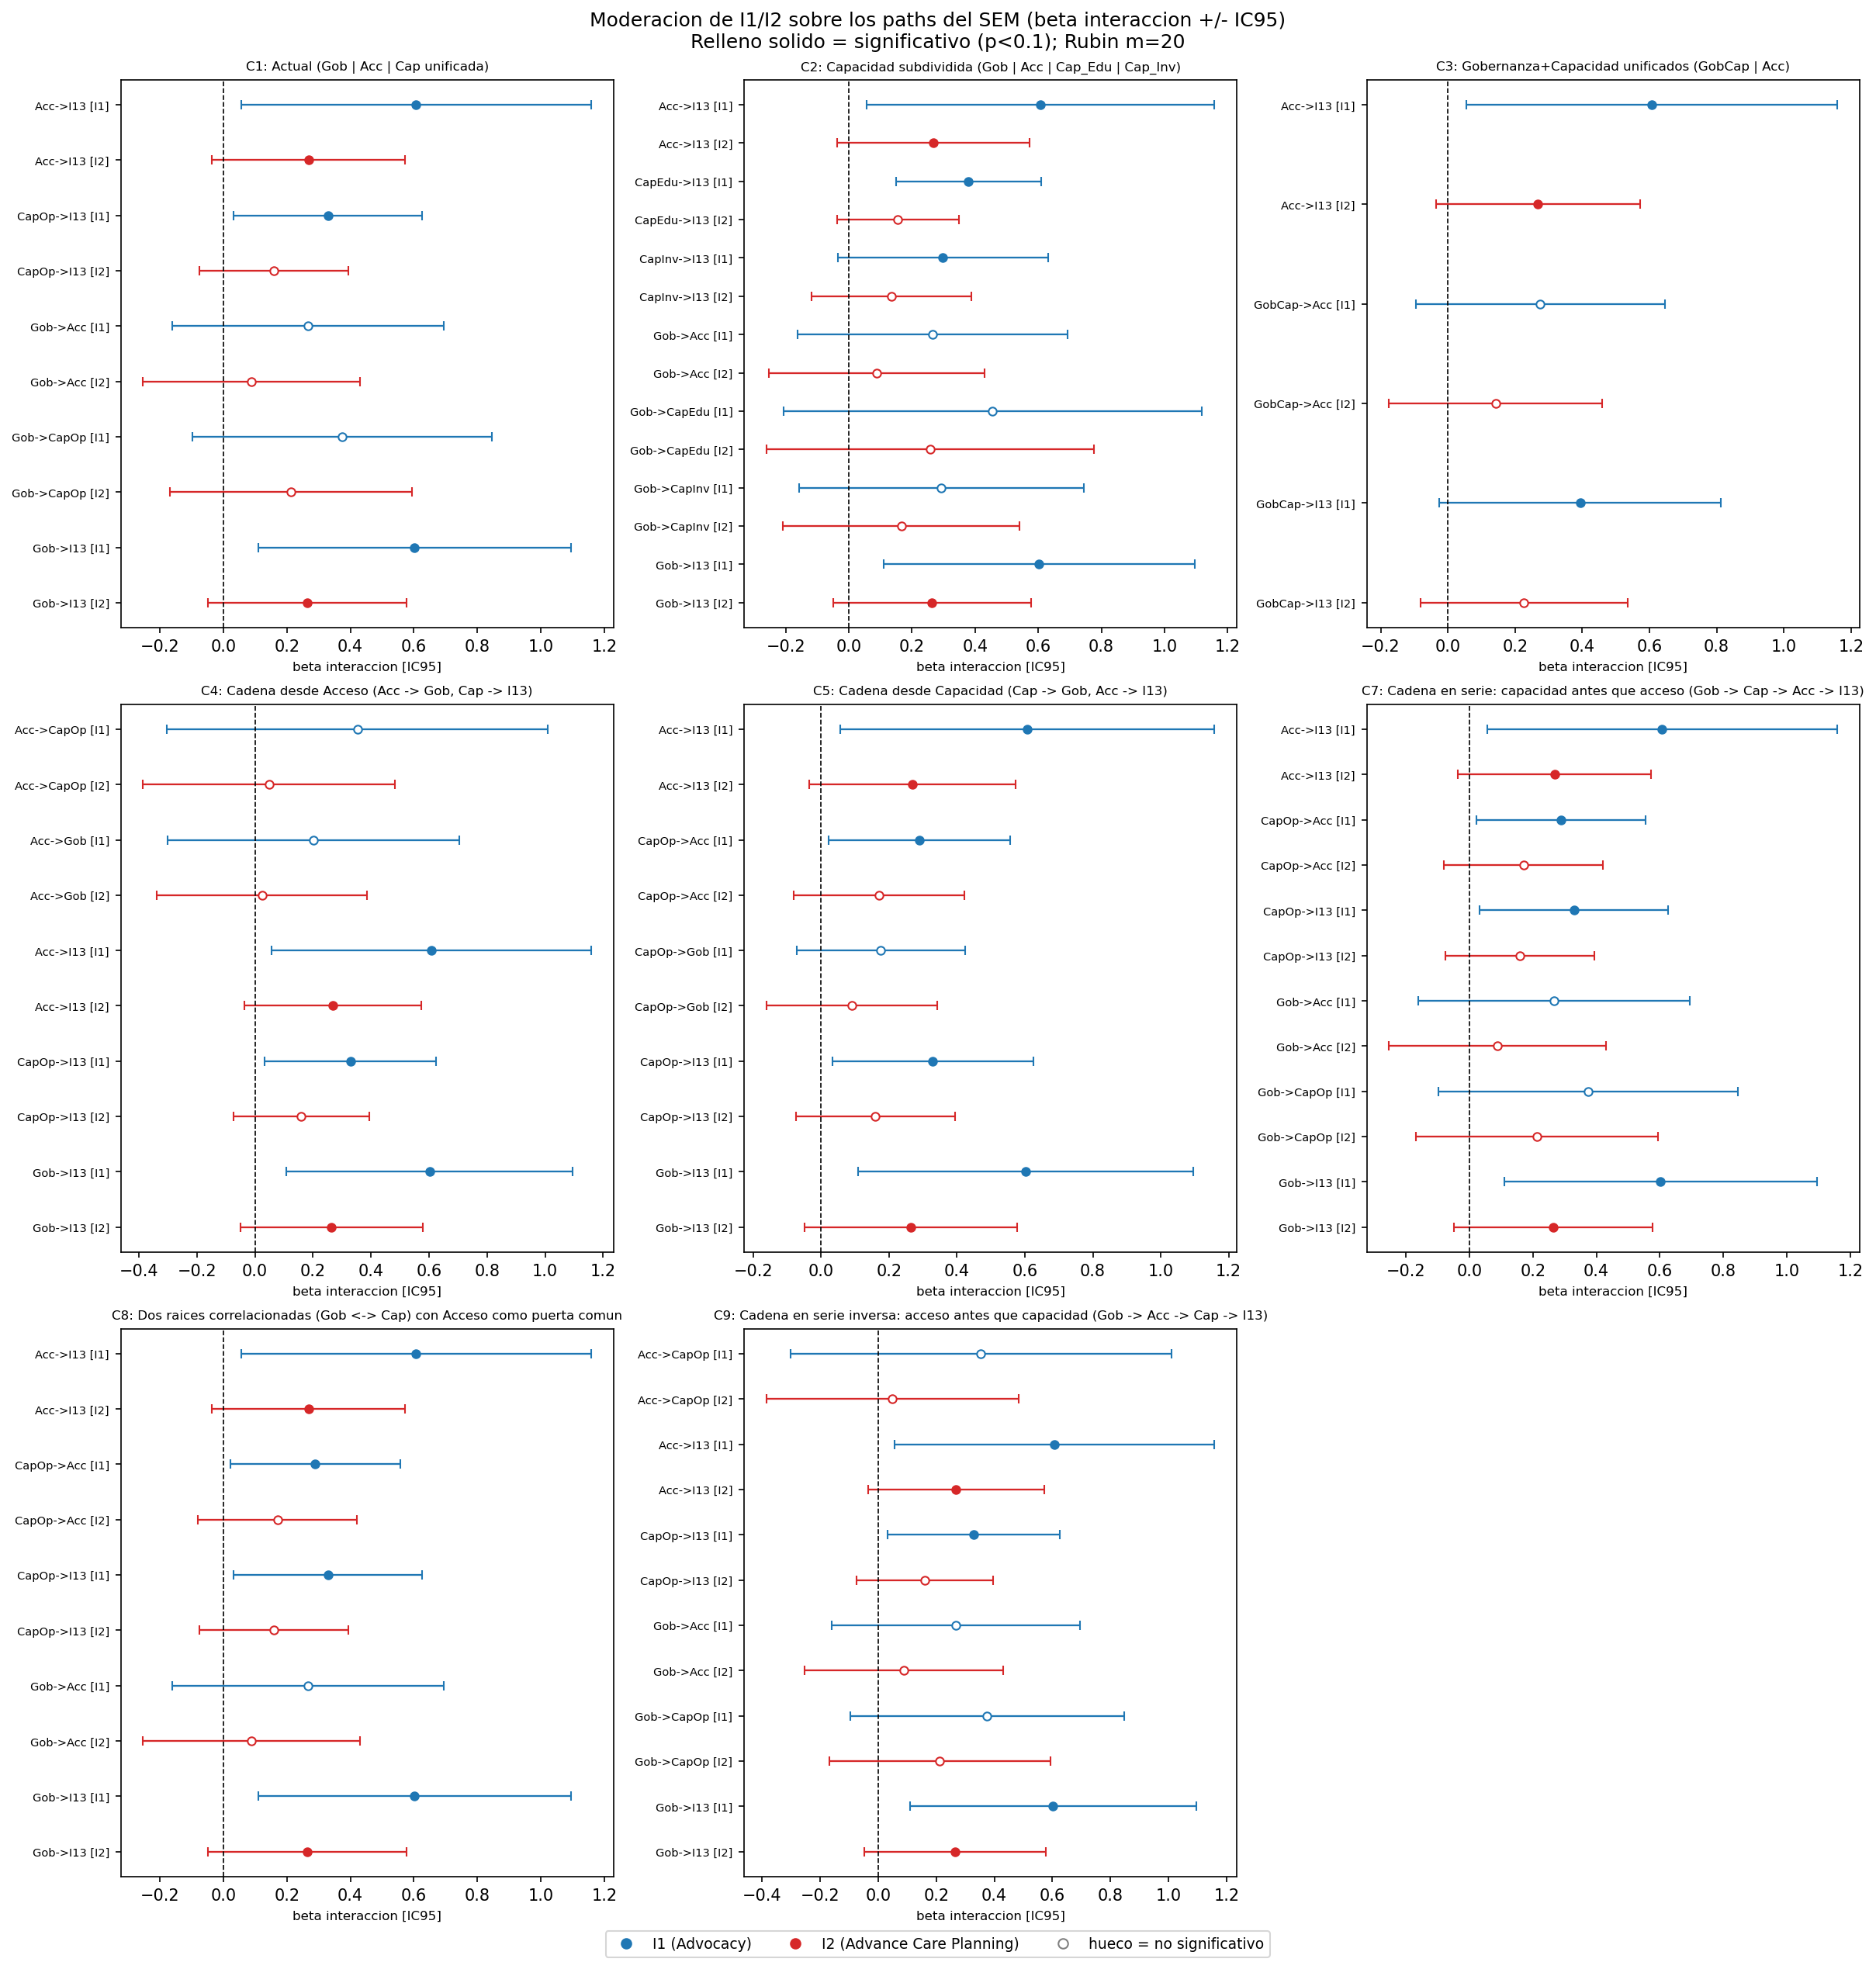 Moderacion de I1/I2 sobre los paths del SEM (beta interaccion +/- IC95)
Relleno solido = significativo (p<0.1); Rubin m=20
C1: Actual (Gob | Acc | Cap unificada)
Acc->I13 [I1]
Acc->I13 [I2]
CapOp->I13 [I1]
CapOp->I13 [I2]
Gob->Acc [I1]
Gob->Acc [I2]
Gob->CapOp [I1]
Gob->CapOp [I2]
Gob->I13 [I1]
Gob->I13 [I2]
−0.2 0.0 0.2 0.4 0.6 0.8 1.0 1.2
beta interaccion [IC95]
C2: Capacidad subdividida (Gob | Acc | Cap_Edu | Cap_Inv)
Acc->I13 [I1]
Acc->I13 [I2]
CapEdu->I13 [I1]
CapEdu->I13 [I2]
CapInv->I13 [I1]
CapInv->I13 [I2]
Gob->Acc [I1]
Gob->Acc [I2]
Gob->CapEdu [I1]
Gob->CapEdu [I2]
Gob->CapInv [I1]
Gob->CapInv [I2]
Gob->I13 [I1]
Gob->I13 [I2]
−0.2 0.0 0.2 0.4 0.6 0.8 1.0 1.2
beta interaccion [IC95]
C3: Gobernanza+Capacidad unificados (GobCap | Acc)
Acc->I13 [I1]
Acc->I13 [I2]
GobCap->Acc [I1]
GobCap->Acc [I2]
GobCap->I13 [I1]
GobCap->I13 [I2]
−0.2 0.0 0.2 0.4 0.6 0.8 1.0 1.2
beta interaccion [IC95]
C4: Cadena desde Acceso (Acc -> Gob, Cap -> I13)
Acc->CapOp [I1]
Acc->CapOp [I2]
Acc->Gob [I1]
Acc->Gob [I2]
Acc->I13 [I1]
Acc->I13 [I2]
CapOp->I13 [I1]
CapOp->I13 [I2]
Gob->I13 [I1]
Gob->I13 [I2]
−0.4 −0.2 0.0 0.2 0.4 0.6 0.8 1.0 1.2
beta interaccion [IC95]
C5: Cadena desde Capacidad (Cap -> Gob, Acc -> I13)
Acc->I13 [I1]
Acc->I13 [I2]
CapOp->Acc [I1]
CapOp->Acc [I2]
CapOp->Gob [I1]
CapOp->Gob [I2]
CapOp->I13 [I1]
CapOp->I13 [I2]
Gob->I13 [I1]
Gob->I13 [I2]
−0.2 0.0 0.2 0.4 0.6 0.8 1.0 1.2
beta interaccion [IC95]
C7: Cadena en serie: capacidad antes que acceso (Gob -> Cap -> Acc -> I13)
Acc->I13 [I1]
Acc->I13 [I2]
CapOp->Acc [I1]
CapOp->Acc [I2]
CapOp->I13 [I1]
CapOp->I13 [I2]
Gob->Acc [I1]
Gob->Acc [I2]
Gob->CapOp [I1]
Gob->CapOp [I2]
Gob->I13 [I1]
Gob->I13 [I2]
−0.2 0.0 0.2 0.4 0.6 0.8 1.0 1.2
beta interaccion [IC95]
C8: Dos raices correlacionadas (Gob <-> Cap) con Acceso como puerta comun
Acc->I13 [I1]
Acc->I13 [I2]
CapOp->Acc [I1]
CapOp->Acc [I2]
CapOp->I13 [I1]
CapOp->I13 [I2]
Gob->Acc [I1]
Gob->Acc [I2]
Gob->I13 [I1]
Gob->I13 [I2]
−0.2 0.0 0.2 0.4 0.6 0.8 1.0 1.2
beta interaccion [IC95]
C9: Cadena en serie inversa: acceso antes que capacidad (Gob -> Acc -> Cap -> I13)
Acc->CapOp [I1]
Acc->CapOp [I2]
Acc->I13 [I1]
Acc->I13 [I2]
CapOp->I13 [I1]
CapOp->I13 [I2]
Gob->Acc [I1]
Gob->Acc [I2]
Gob->CapOp [I1]
Gob->CapOp [I2]
Gob->I13 [I1]
Gob->I13 [I2]
−0.4 −0.2 0.0 0.2 0.4 0.6 0.8 1.0 1.2
beta interaccion [IC95]
I1 (Advocacy) I2 (Advance Care Planning) hueco = no significativo